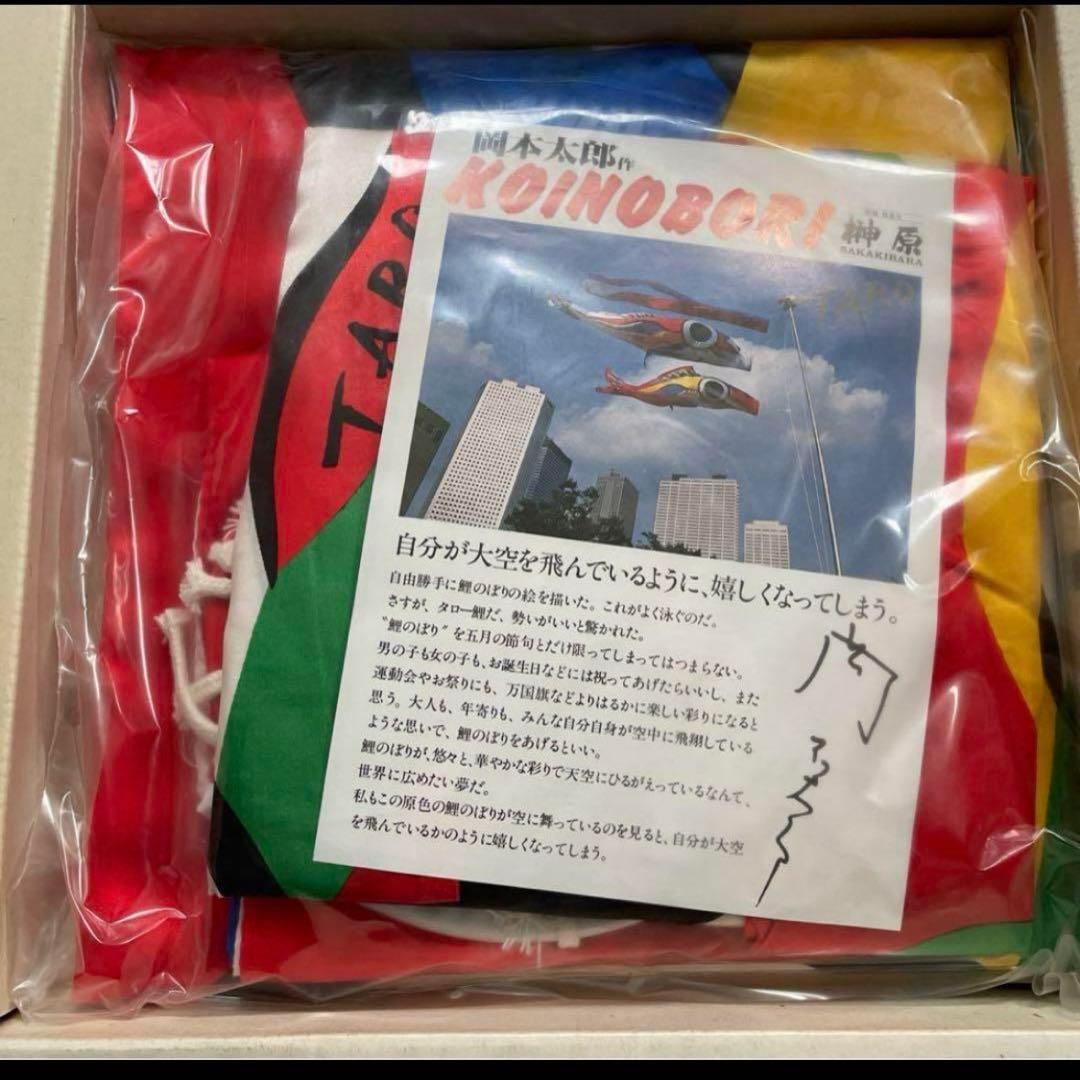 岡本太郎作
KOINOBORI
榊原
SAKAKIBARA
TARO
TARO
自分が大空を飛んでいるように、嬉しくなってしまう。
自由勝手に鯉のぼりの絵を描いた。これがよく泳ぐのだ。
さすが、タロー鯉だ、勢いがいいと驚かれた。
〝鯉のぼり〟を五月の節句とだけ限ってしまってはつまらない。
男の子も女の子も、お誕生日などには祝ってあげたらいいし、また
運動会やお祭りにも、万国旗などよりはるかに楽しい彩りになると
思う。大人も、年寄りも、みんな自分自身が空中に飛翔している
ような思いで、鯉のぼりをあげるといい。
鯉のぼりが、悠々と、華やかな彩りで天空にひるがえっているなんて、
世界に広めたい夢だ。
私もこの原色の鯉のぼりが空に舞っているのを見ると、自分が大空
を飛んでいるかのように嬉しくなってしまう。